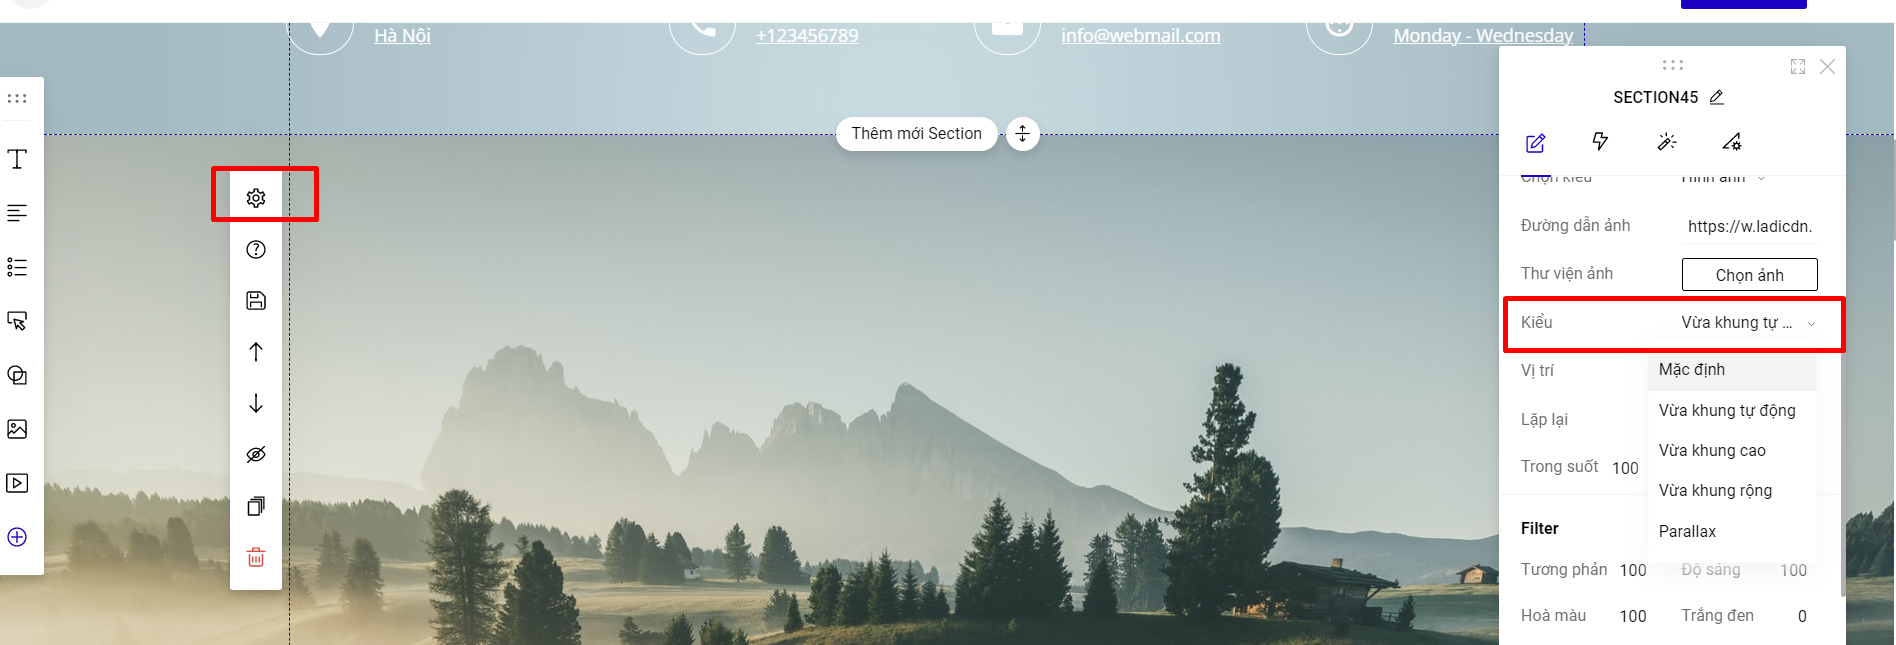 Hà Nội
+123456789
info@webmail.com
Monday - Wednesday
Thêm mới Section
SECTION45
Chọn kiểu Hình ảnh
Đường dẫn ảnh https://w.ladicdn.
Thư viện ảnh Chọn ảnh
Kiểu Vừa khung tự ...
Vị trí
Mặc định
Vừa khung tự động
Lặp lại
Vừa khung cao
Trong suốt 100
Vừa khung rộng
Parallax
Filter
Tương phản 100 Độ sáng 100
Hoà màu 100 Trắng đen 0